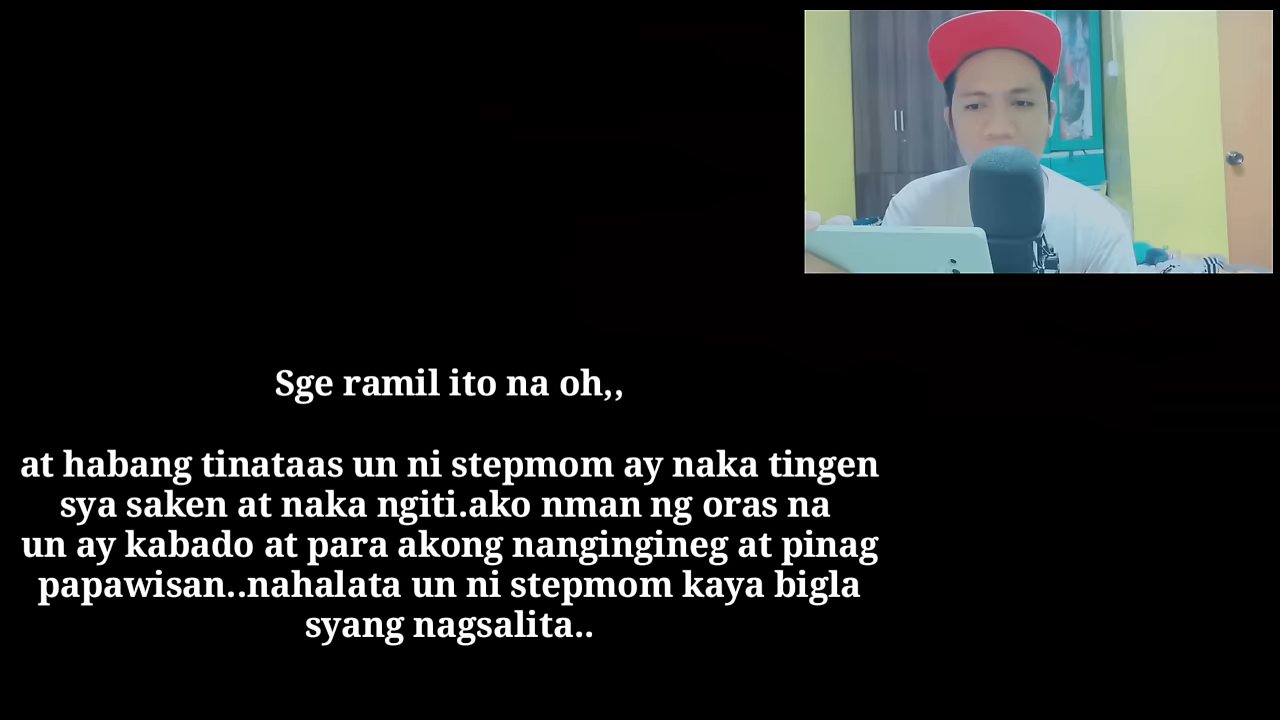 Sge ramil ito na oh,,
at habang tinataas un ni stepmom ay naka tingen
sya saken at naka ngiti.ako nman ng oras na
un ay kabado at para akong nangingineg at pinag
papawisan..nahalata un ni stepmom kaya bigla
syang nagsalita..